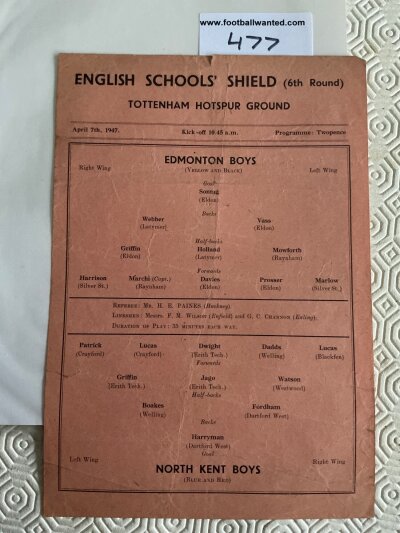 www.footballwanted.com
477
ENGLISH SCHOOLS' SHIELD (6th Round)
TOTTENHAM HOTSPUR GROUND
April 7th, 1947. Kick-off 10.45 a.m. Programme: Twopence
EDMONTON BOYS
Right Wing (YELLOW AND BLACK) Left Wing
Goal
Sonntag
(Eldon)
Backs
Webber Vass
(Latymer) (Eldon)
Half-backs
Griffin Holland Mowforth
(Eldon) (Latymer) (Raynham)
Forwards
Harrison Marchi (Capt.) Davies Prosser Marlow
(Silver St.) (Raynham) (Eldon) (Eldon) (Silver St.)
REFEREE: MR. H. E. PAINES (Hackney).
LINESMEN: Messrs. P. M. WILSON (Enfield) and G. C. CHANNON (Ealing).
DURATION OF PLAY: 35 MINUTES EACH WAY.
Patrick Lucas Dwight Dadds Lucas
(Crayford) (Crayford) (Erith Tech.) (Welling) (Blackfen)
Forwards
Griffin Jago Watson
(Erith Tech.) (Erith Tech.) (Westwood)
Half-backs
Boakes Fordham
(Welling) (Dartford West)
Backs
Harryman
(Dartford West)
Goal
Left Wing Right Wing
NORTH KENT BOYS
(BLUE AND RED)